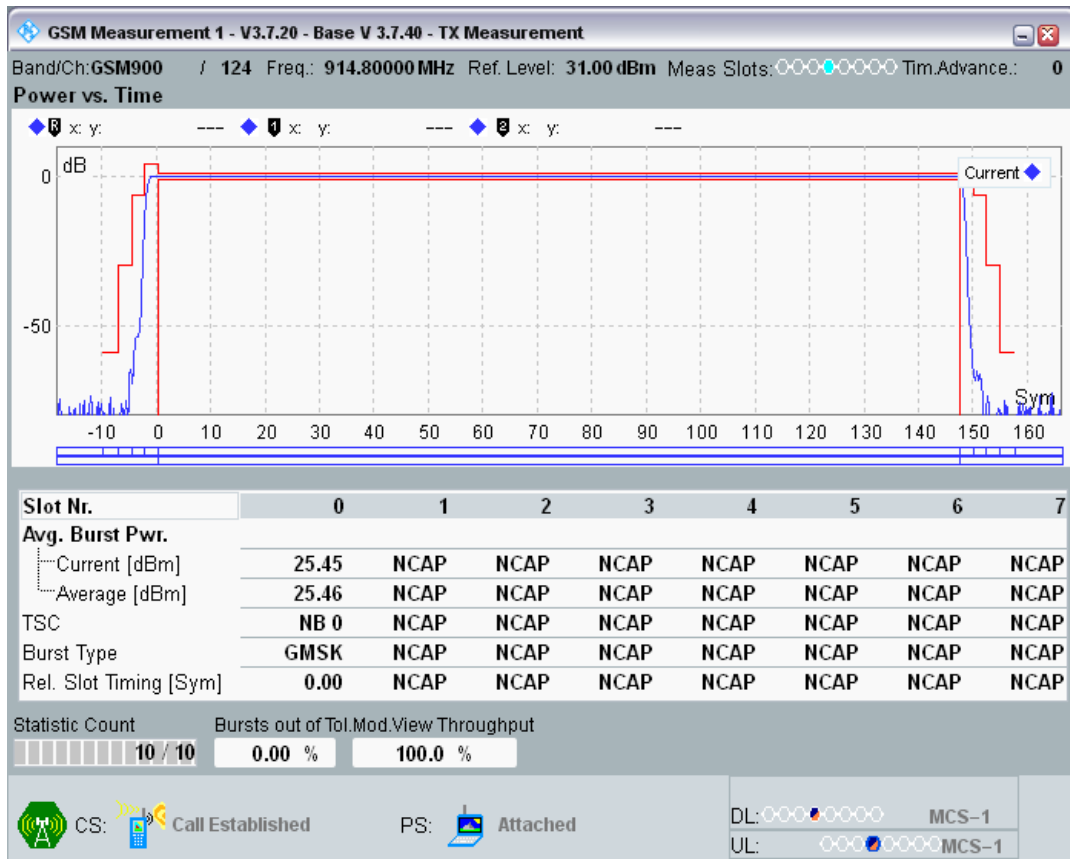 GSM Measurement 1 - V3.7.20 - Base V 3.7.40 - TX Measurement
Band/Ch:GSM900 / 124 Freq.: 914.80000 MHz Ref. Level: 31.00 dBm Meas Slots: Tim.Advance.: 0
Power vs. Time
R x: y: --- 1 x: y: --- 2 x: y: ---
dB
Current
0
-50
Sym
-10 0 10 20 30 40 50 60 70 80 90 100 110 120 130 140 150 160
Slot Nr. 0 1 2 3 4 5 6 7
Avg. Burst Pwr.
Current [dBm] 25.45 NCAP NCAP NCAP NCAP NCAP NCAP NCAP
Average [dBm] 25.46 NCAP NCAP NCAP NCAP NCAP NCAP NCAP
TSC NB 0 NCAP NCAP NCAP NCAP NCAP NCAP NCAP
Burst Type GMSK NCAP NCAP NCAP NCAP NCAP NCAP NCAP
Rel. Slot Timing [Sym] 0.00 NCAP NCAP NCAP NCAP NCAP NCAP NCAP
Statistic Count Bursts out of Tol. Mod.View Throughput
10 / 10 0.00 % 100.0 %
CS: Call Established PS: Attached DL: MCS-1
UL: MCS-1